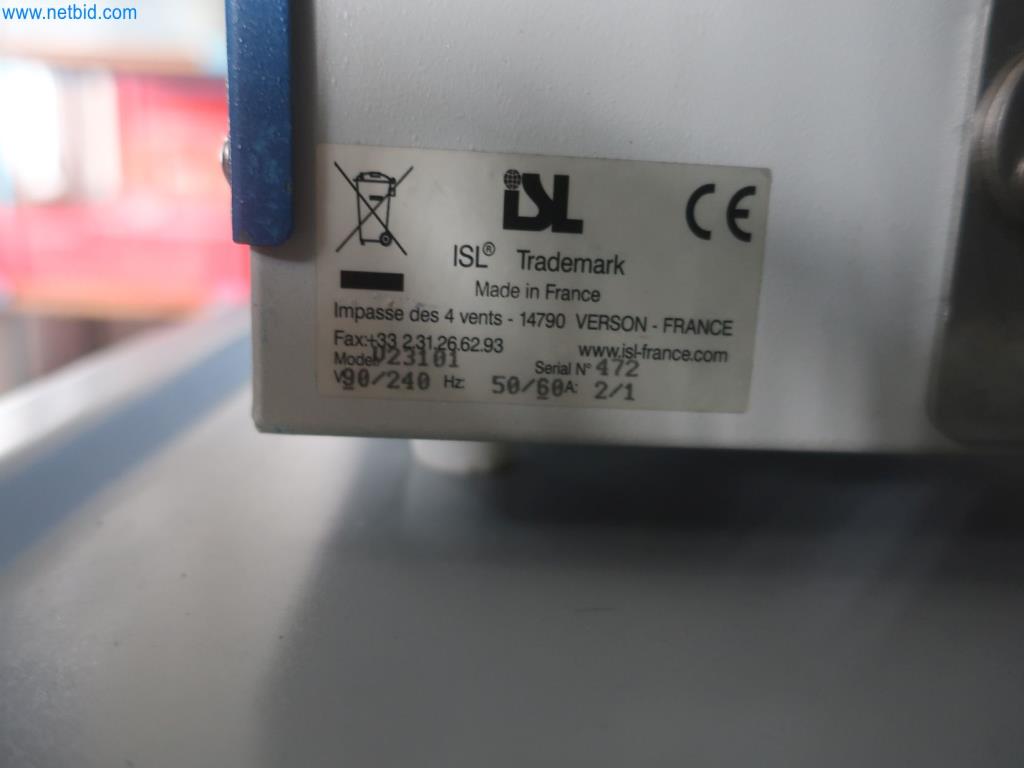 www.netbid.com
iSL
CE
ISL® Trademark
Made in France
Impasse des 4 vents - 14790 VERSON - FRANCE
Fax:+33 2.31.26.62.93 www.isl-france.com
Model: D23101 Serial N° 472
V: 90/240 Hz: 50/60 A: 2/1